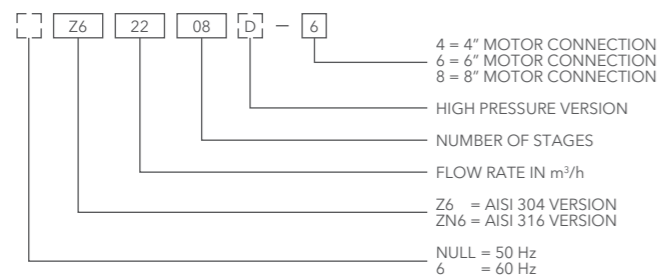 Z6 22 08 D – 6
4 = 4" MOTOR CONNECTION
6 = 6" MOTOR CONNECTION
8 = 8" MOTOR CONNECTION
HIGH PRESSURE VERSION
NUMBER OF STAGES
FLOW RATE IN m³/h
Z6 = AISI 304 VERSION
ZN6 = AISI 316 VERSION
NULL = 50 Hz
6 = 60 Hz